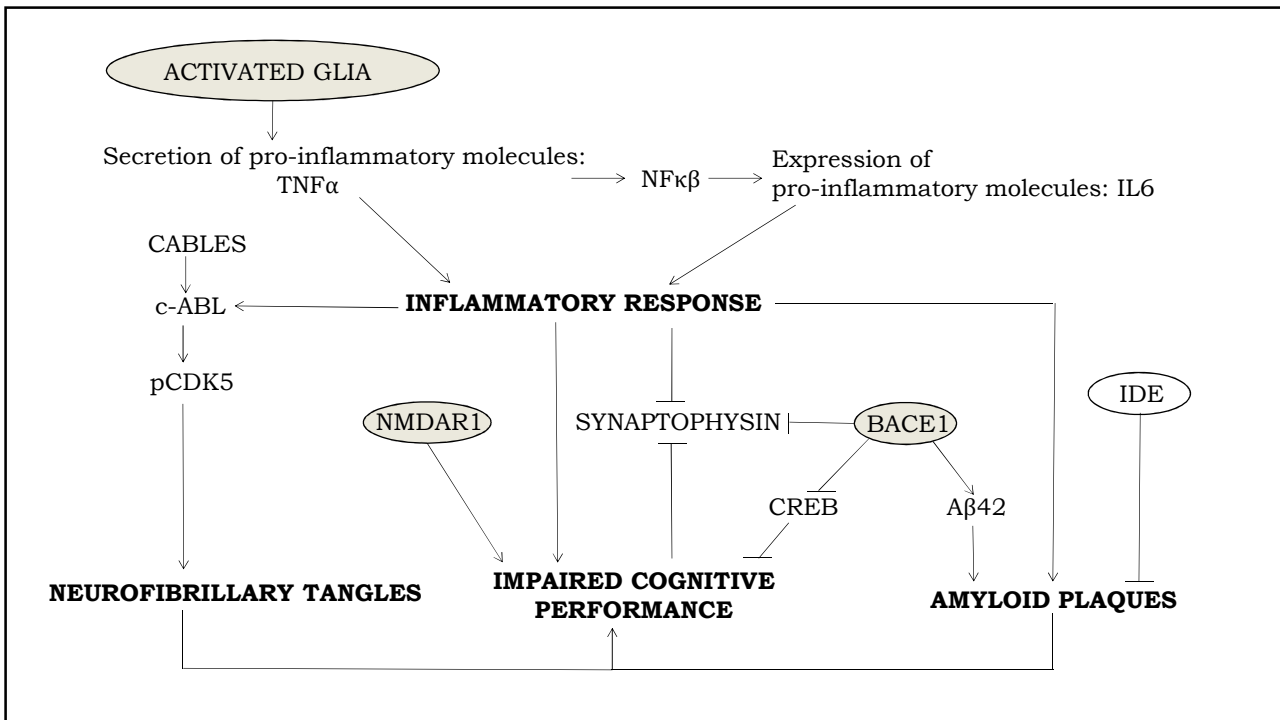 ACTIVATED GLIA
Secretion of pro-inflammatory molecules:
TNFα
NFκβ
Expression of
pro-inflammatory molecules: IL6
CABLES
c-ABL
INFLAMMATORY RESPONSE
pCDK5
IDE
NMDAR1
SYNAPTOPHYSIN
BACE1
CREB
Aβ42
NEUROFIBRILLARY TANGLES
IMPAIRED COGNITIVE
PERFORMANCE
AMYLOID PLAQUES